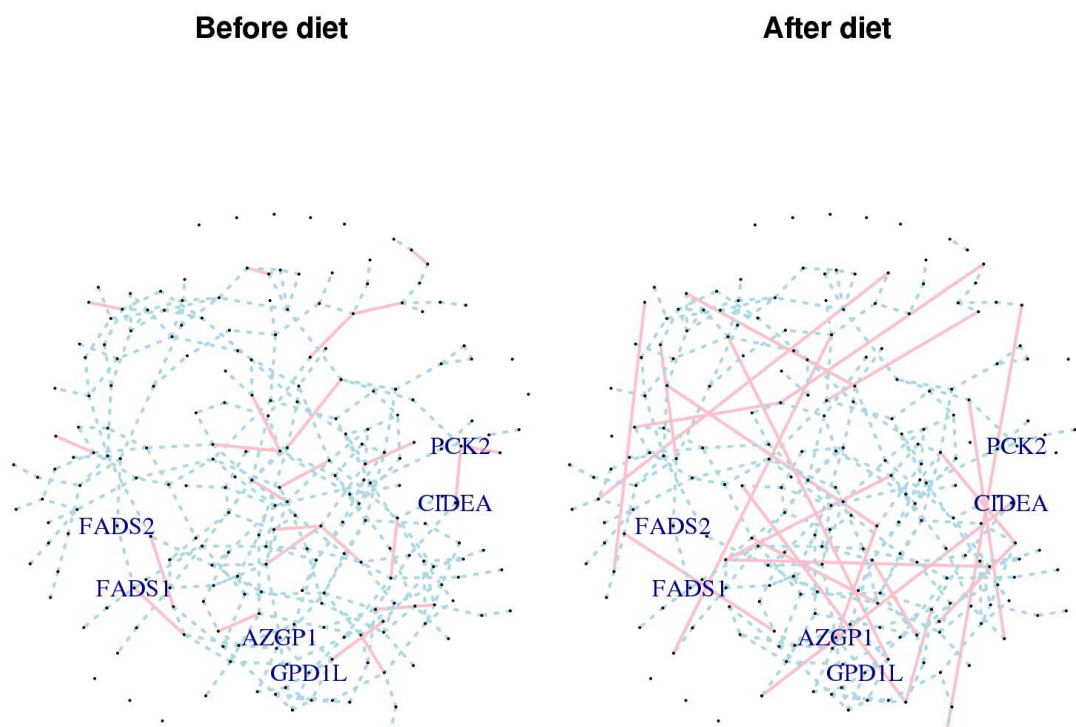 Before diet
PCK2
CIDEA
FADS2
FADS1
AZGP1
GPD1L
After diet
PCK2
CIDEA
FADS2
FADS1
AZGP1
GPD1L